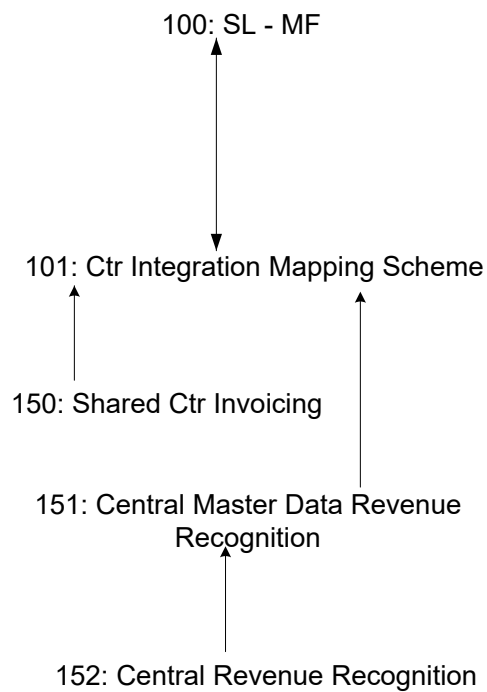 100: SL - MF
101: Ctr Integration Mapping Scheme
150: Shared Ctr Invoicing
151: Central Master Data Revenue
Recognition
152: Central Revenue Recognition